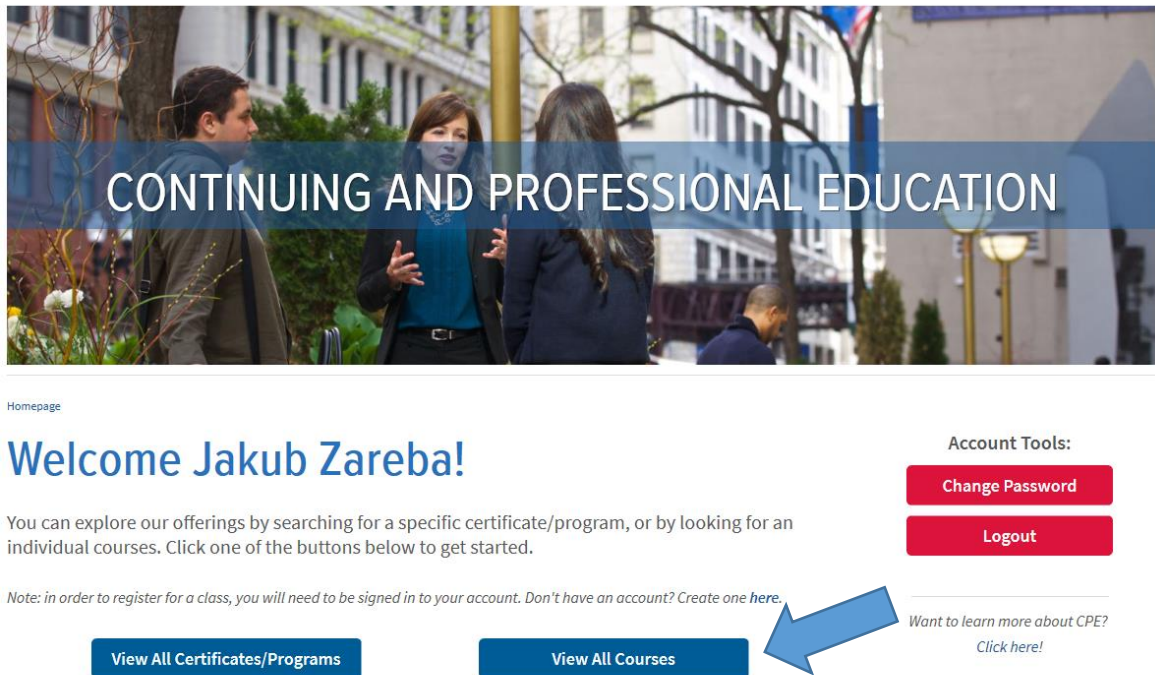 CONTINUING AND PROFESSIONAL EDUCATION
Homepage
Welcome Jakub Zareba!
You can explore our offerings by searching for a specific certificate/program, or by looking for an
individual courses. Click one of the buttons below to get started.
Note: in order to register for a class, you will need to be signed in to your account. Don't have an account? Create one here.
View All Certificates/Programs
View All Courses
Account Tools:
Change Password
Logout
Want to learn more about CPE?
Click here!